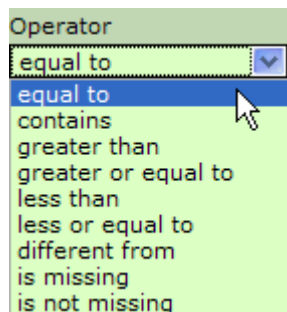 Operator
equal to
equal to
contains
greater than
greater or equal to
less than
less or equal to
different from
is missing
is not missing